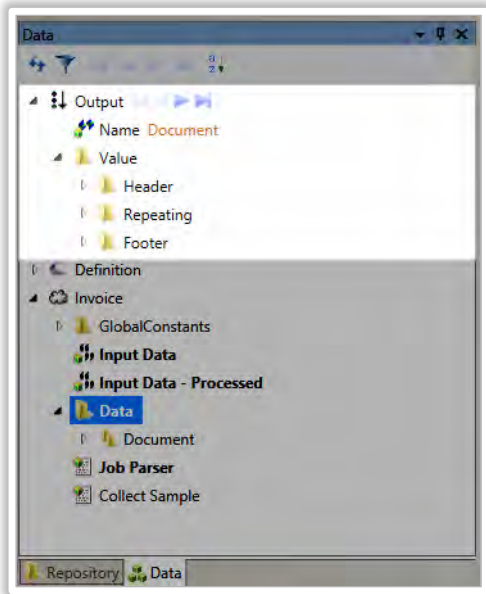 Data
Output
Name Document
Value
Header
Repeating
Footer
Definition
Invoice
GlobalConstants
Input Data
Input Data - Processed
Data
Document
Job Parser
Collect Sample
Repository Data